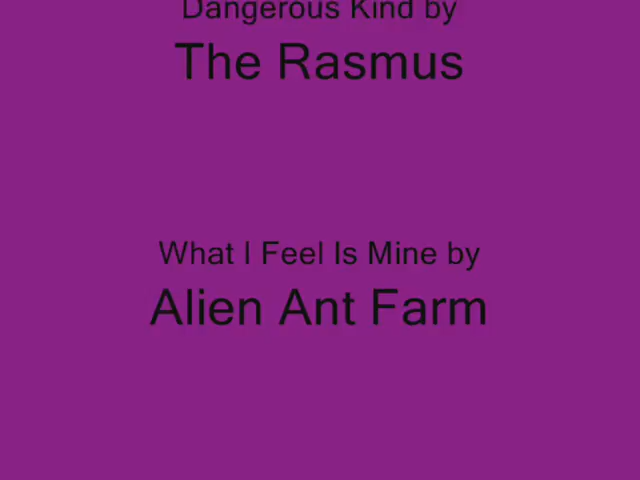 Dangerous Kind by
The Rasmus
What I Feel Is Mine by
Alien Ant Farm